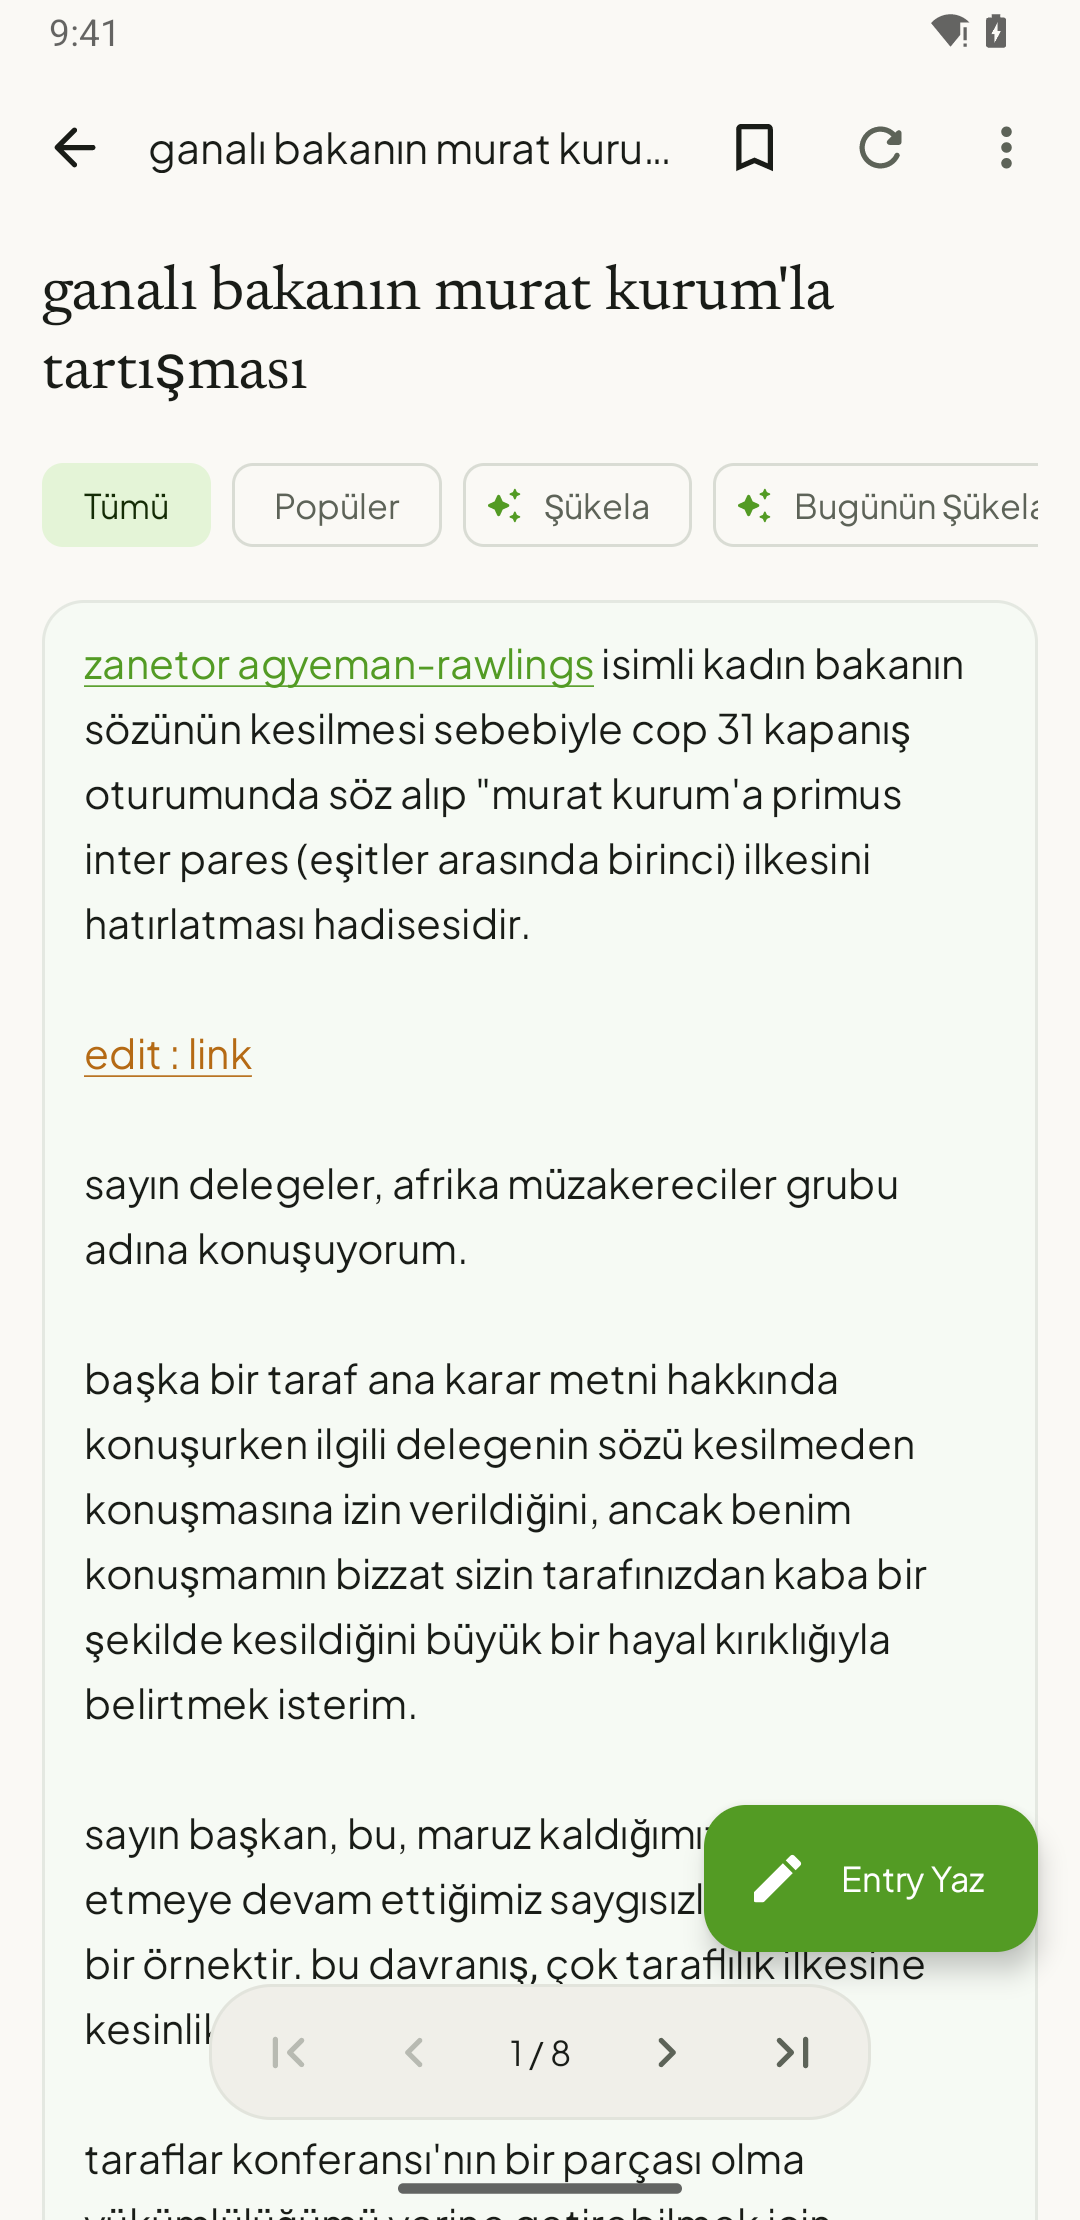 9:41
ganalı bakanın murat kuru...
ganalı bakanın murat kurum'la
tartışması
Tümü
Popüler
Şükela
Bugünün Şükela
zanetor agyeman-rawlings isimli kadın bakanın
sözünün kesilmesi sebebiyle cop 31 kapanış
oturumunda söz alıp "murat kurum'a primus
inter pares (eşitler arasında birinci) ilkesini
hatırlatması hadisesidir.
edit : link
sayın delegeler, afrika müzakereciler grubu
adına konuşuyorum.
başka bir taraf ana karar metni hakkında
konuşurken ilgili delegenin sözü kesilmeden
konuşmasına izin verildiğini, ancak benim
konuşmamın bizzat sizin tarafınızdan kaba bir
şekilde kesildiğini büyük bir hayal kırıklığıyla
belirtmek isterim.
sayın başkan, bu, maruz
etmeye devam ettiğimiz
Entry Yaz
bir örnektir. bu davranış, çok taraflılık ilkesine
1 / 8
taraflar konferansı'nın bir parçası olma